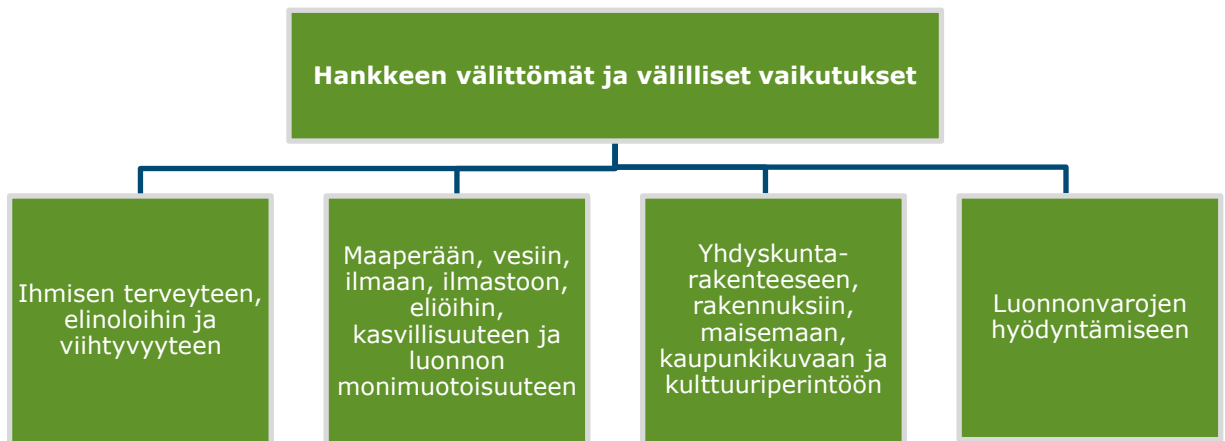 Hankkeen välittömät ja välilliset vaikutukset
Ihmisen terveyteen,
elinoloihin ja
viihtyvyyteen
Maaperään, vesiin,
ilmaan, ilmastoon,
eliöihin,
kasvillisuuteen ja
luonnon
monimuotoisuuteen
Yhdyskunta-
rakenteeseen,
rakennuksiin,
maisemaan,
kaupunkikuvaan ja
kulttuuriperintöön
Luonnonvarojen
hyödyntämiseen